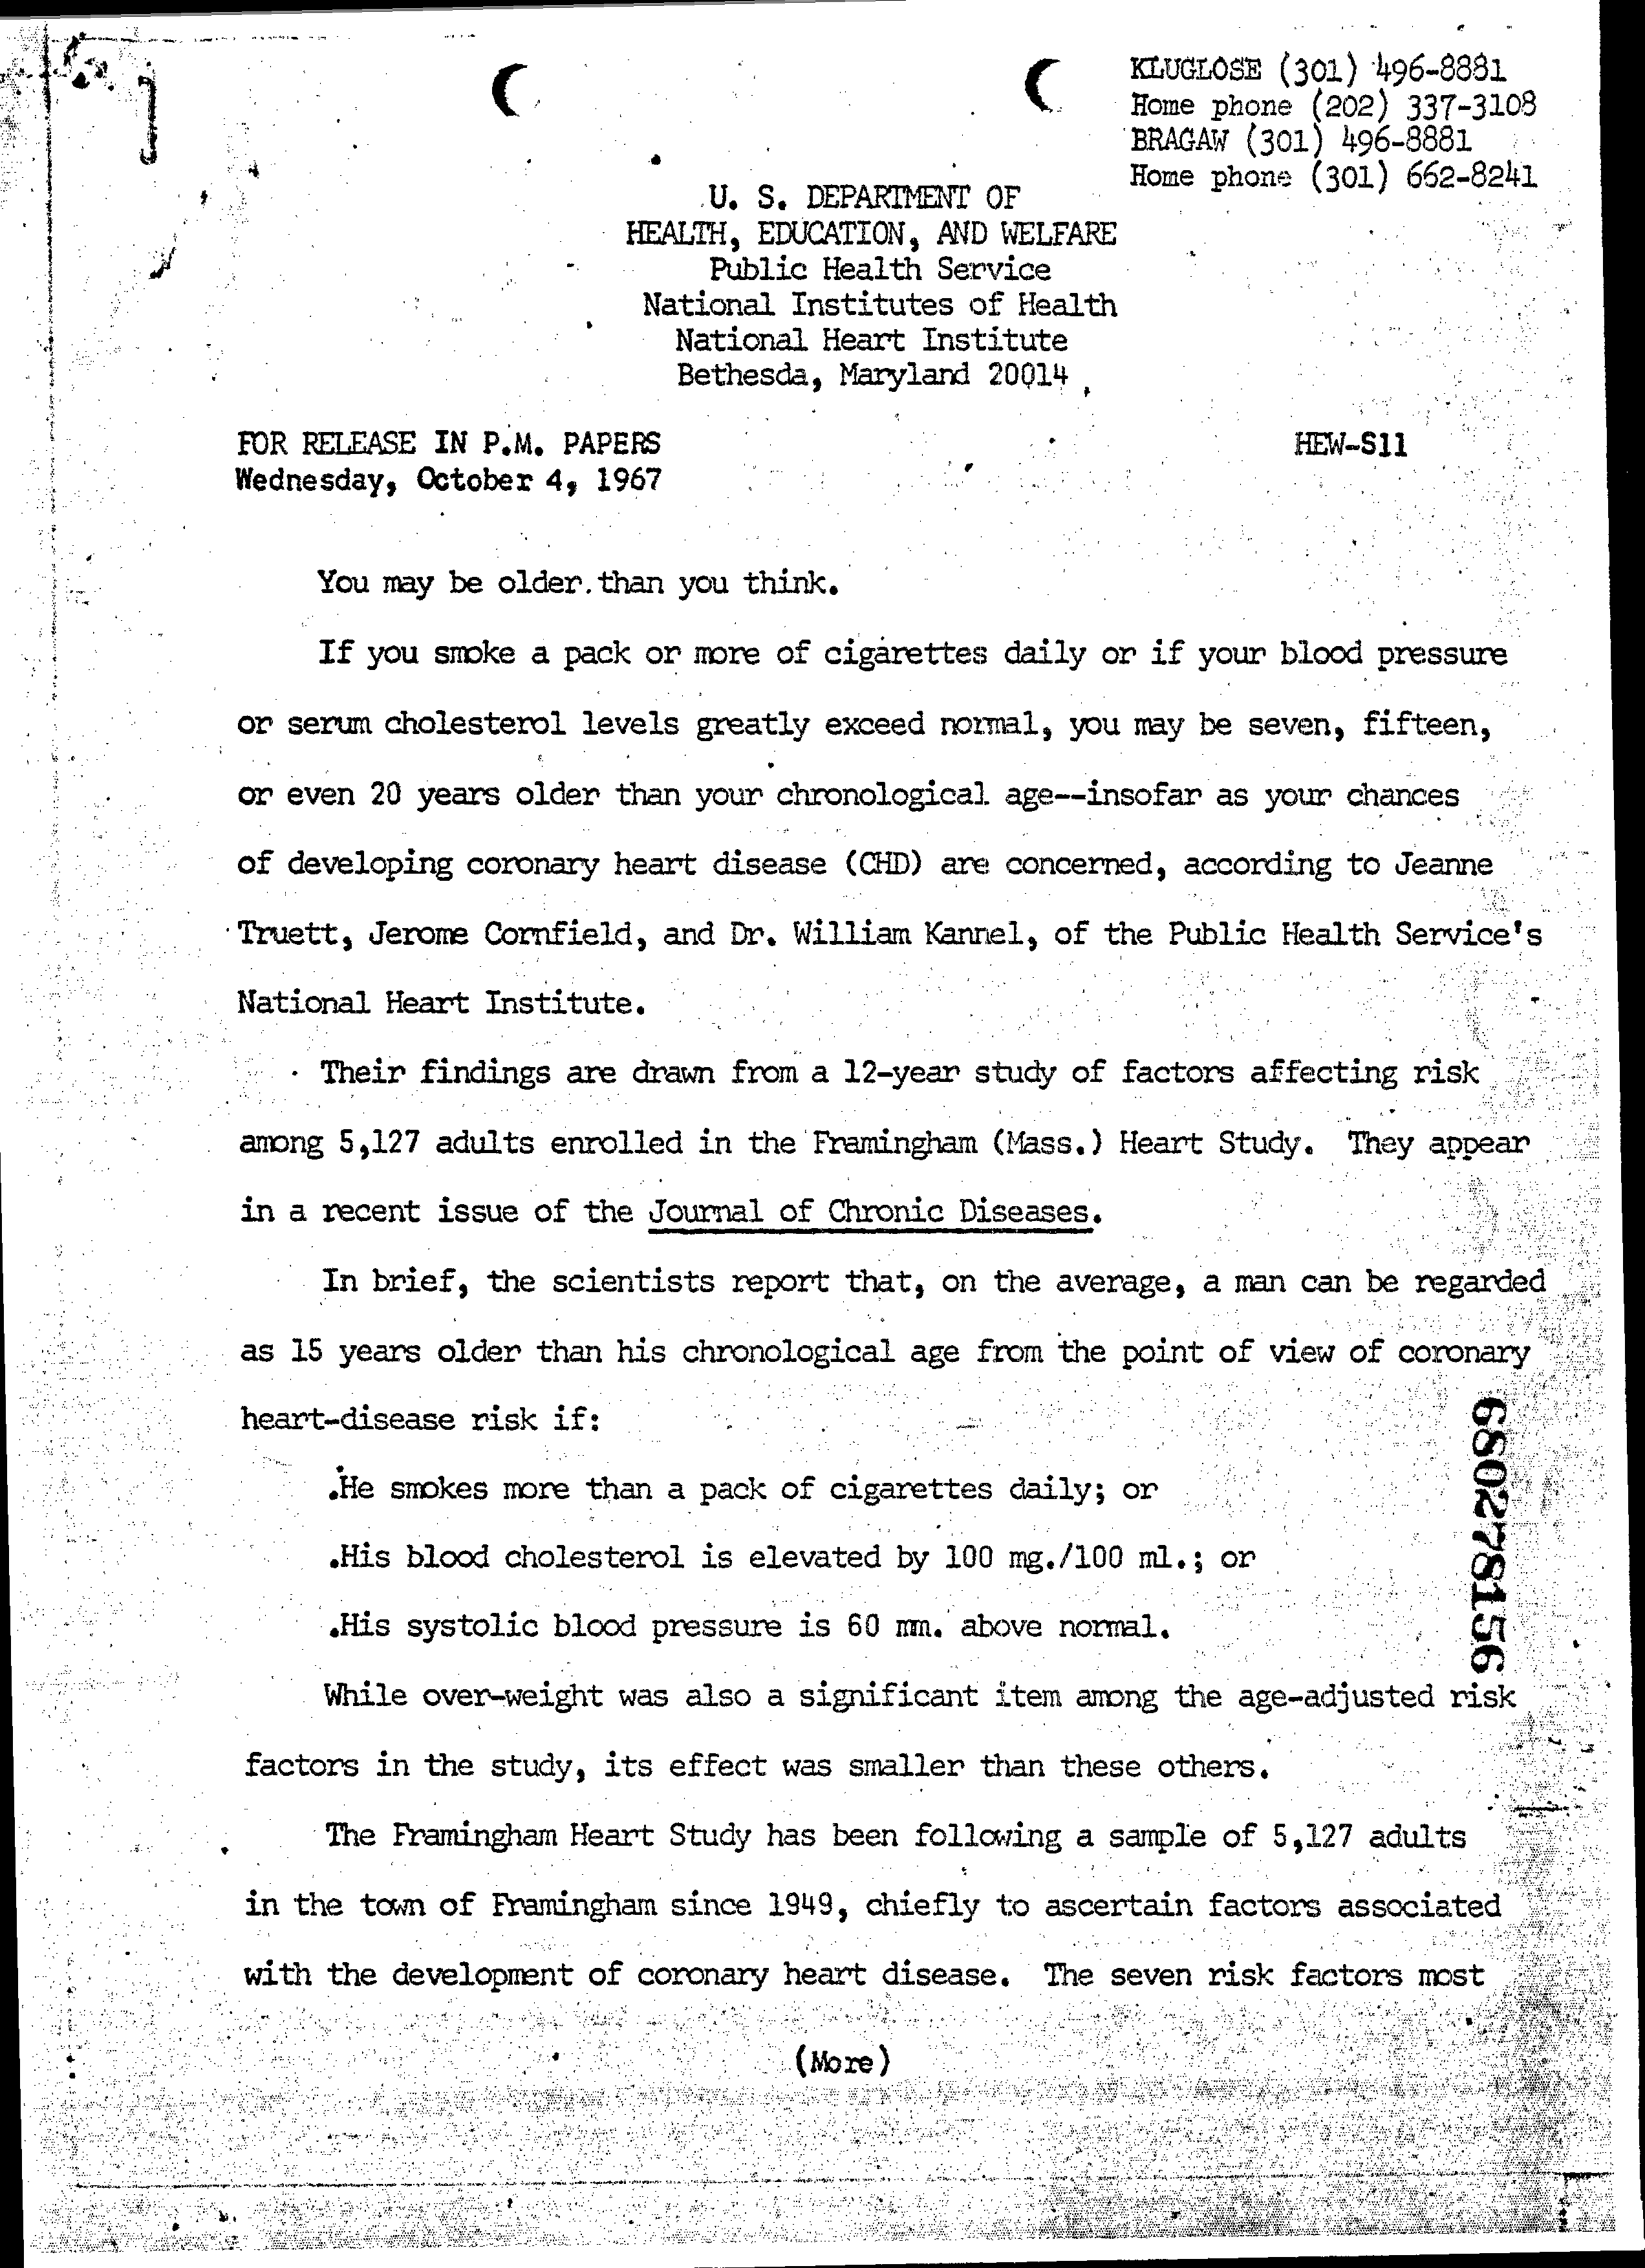 KLUGLOSE (301) 496-8881
Home phone (202) 337-3108
BRAGAW (301) 496-8881
Home phone (301) 662-8241
U. S. DEPARTMENT OF
HEALTH, EDUCATION, AND WELFARE
Public Health Service
National Institutes of Health
National Heart Institute
Bethesda, Maryland 20014
FOR RELEASE IN P.M. PAPERS
HEW-S11
Wednesday, October 4, 1967
You may be older than you think.
If you smoke a pack or more of cigarettes daily or if your blood pressure
or serum cholesterol levels greatly exceed normal, you may be seven, fifteen,
or even 20 years older than your chronological age--insofar as your chances
of developing coronary heart disease (CHD) are concerned, according to Jeanne
Truett, Jerome Cornfield, and Dr. William Kannel, of the Public Health Service's
National Heart Institute.
Their findings are drawn from a 12-year study of factors affecting risk
among 5,127 adults enrolled in the Framingham (Mass.) Heart Study. They appear
in a recent issue of the Journal of Chronic Diseases.
In brief, the scientists report that, on the average, a man can be regarded
as 15 years older than his chronological age from the point of view of coronary
heart-disease risk if:
.He smokes more than a pack of cigarettes daily; or
.His blood cholesterol is elevated by 100 mg./100 ml.; or
.His systolic blood pressure is 60 mm. above normal.
While over-weight was also a significant item among the age-adjusted risk
factors in the study, its effect was smaller than these others.
The Framingham Heart Study has been following a sample of 5,127 adults
in the town of Framingham since 1949, chiefly to ascertain factors associated
with the development of coronary heart disease. The seven risk factors most
(More)
680278156